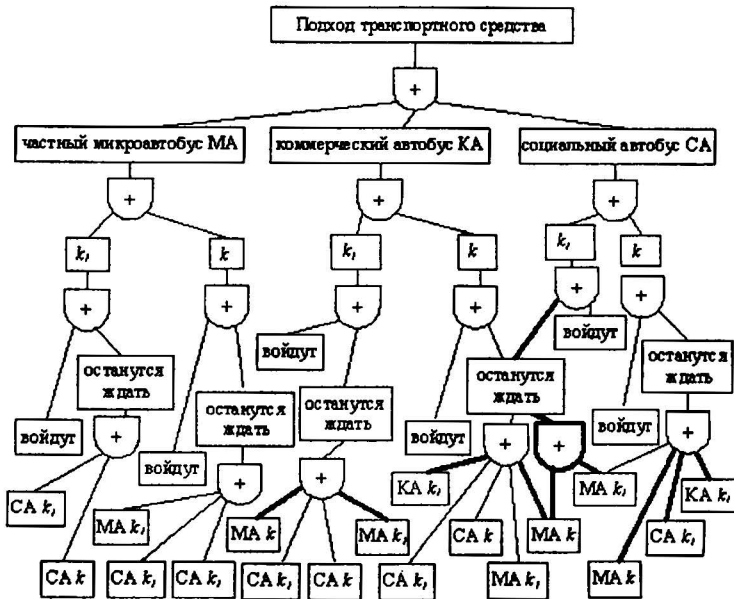 Подход транспортного средства
+
частный микроавтобус МА
коммерческий автобус КА
социальный автобус СА
+
+
+
k₁
k
k₁
k
k₁
k
+
+
+
+
+
+
войдут
войдут
останутся
ждать
останутся
ждать
останутся
ждать
останутся
ждать
останутся
ждать
войдут
войдут
войдут
войдут
+
+
+
+
+
+
СА k₁
МА k₁
МА k
МА k₁
КА k₁
СА k
МА k
МА k₁
СА k₁
КА k₁
СА k
СА k₁
СА k₁
СА k₁
СА k
СА k₁
МА k₁
МА k